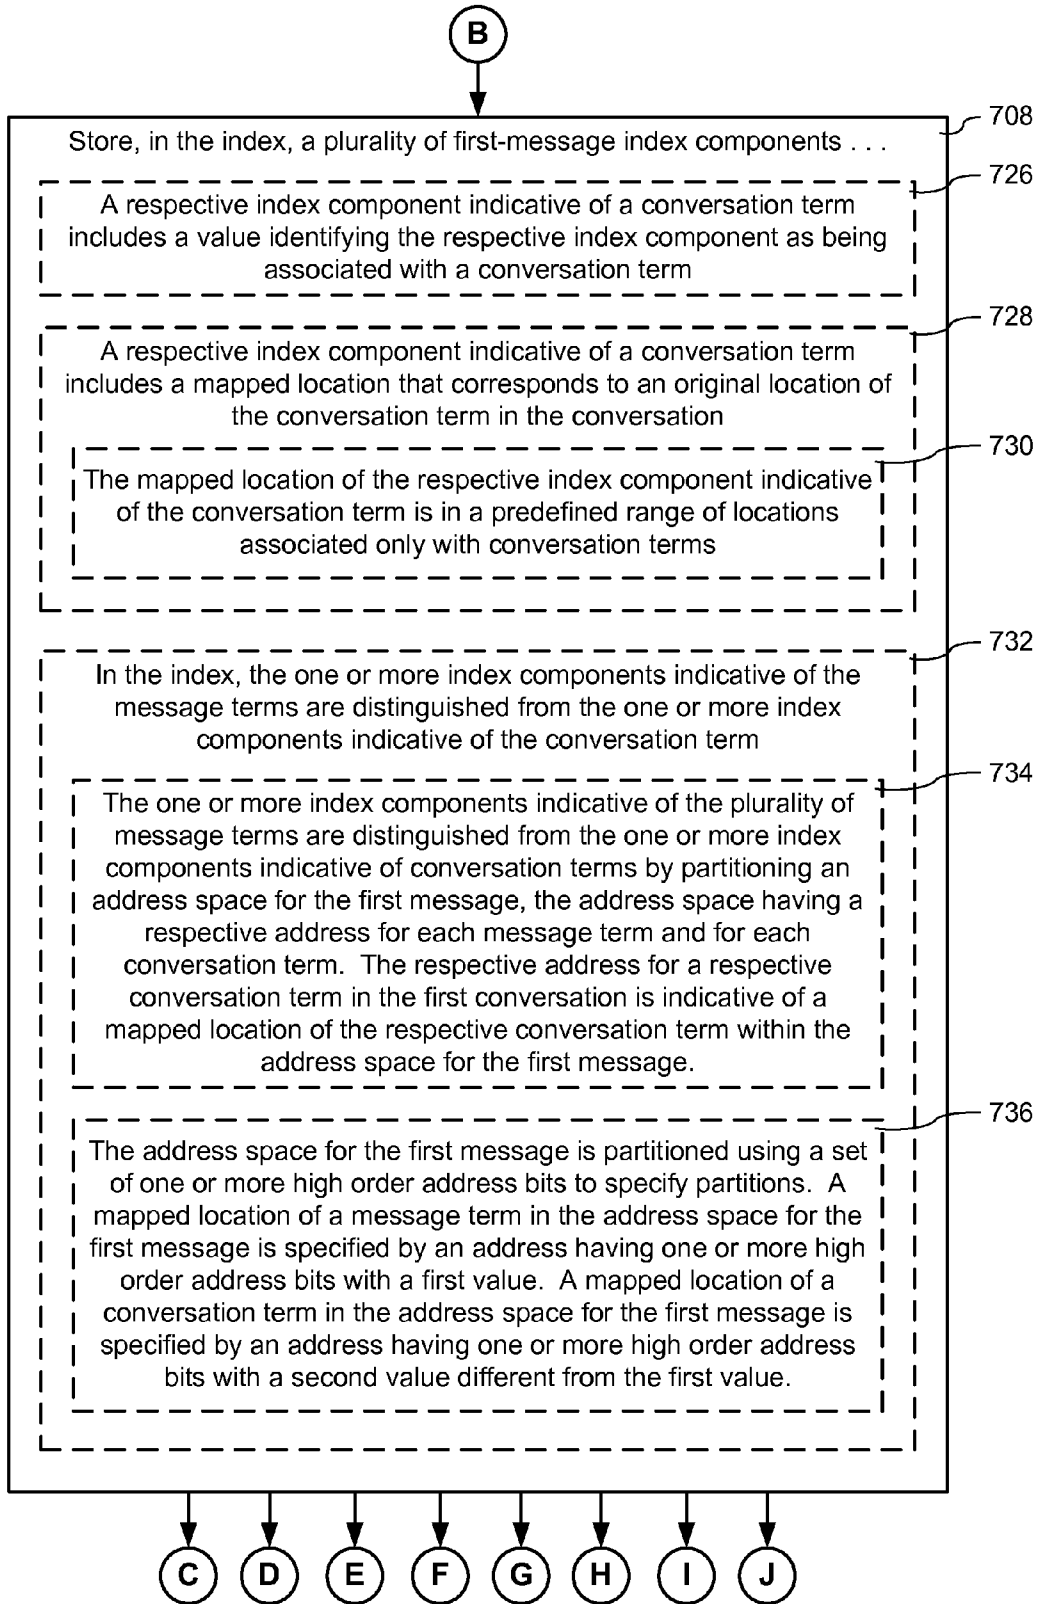 B
708
Store, in the index, a plurality of first-message index components . . .
726
A respective index component indicative of a conversation term
includes a value identifying the respective index component as being
associated with a conversation term
728
A respective index component indicative of a conversation term
includes a mapped location that corresponds to an original location of
the conversation term in the conversation
730
The mapped location of the respective index component indicative
of the conversation term is in a predefined range of locations
associated only with conversation terms
732
In the index, the one or more index components indicative of the
message terms are distinguished from the one or more index
components indicative of the conversation term
734
The one or more index components indicative of the plurality of
message terms are distinguished from the one or more index
components indicative of conversation terms by partitioning an
address space for the first message, the address space having a
respective address for each message term and for each
conversation term. The respective address for a respective
conversation term in the first conversation is indicative of a
mapped location of the respective conversation term within the
address space for the first message.
736
The address space for the first message is partitioned using a set
of one or more high order address bits to specify partitions. A
mapped location of a message term in the address space for the
first message is specified by an address having one or more high
order address bits with a first value. A mapped location of a
conversation term in the address space for the first message is
specified by an address having one or more high order address
bits with a second value different from the first value.
C D E F G H I J